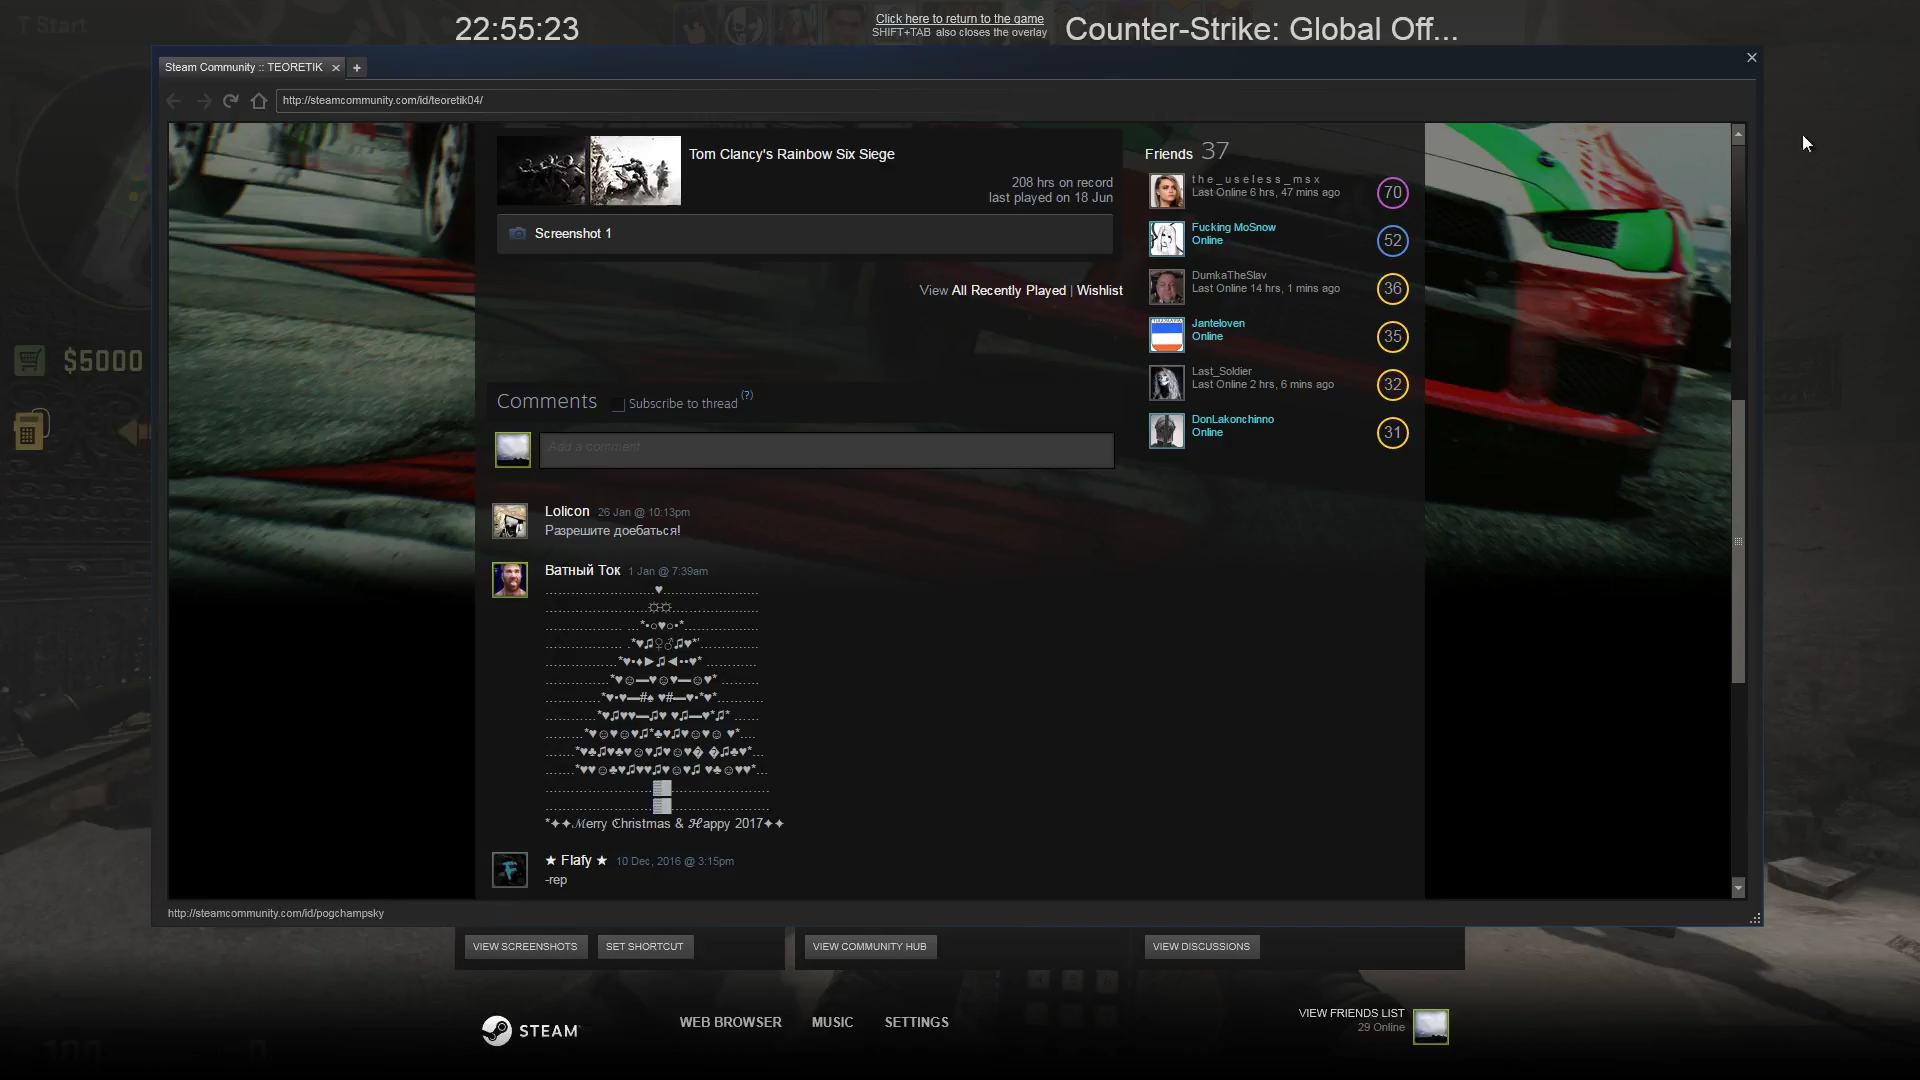 T Start
22:55:23
Click here to return to the game
SHIFT+TAB also closes the overlay
Counter-Strike: Global Off...
Steam Community :: TEORETIK
http://steamcommunity.com/id/teoretik04/
Tom Clancy's Rainbow Six Siege
208 hrs on record
last played on 18 Jun
Screenshot 1
View All Recently Played | Wishlist
Friends 37
t h e _ u s e l e s s _ m s x
Last Online 6 hrs, 47 mins ago
70
Fucking MoSnow
Online
52
DumkaTheSlav
Last Online 14 hrs, 1 mins ago
36
Janteloven
Online
35
Last_Soldier
Last Online 2 hrs, 6 mins ago
32
DonLakonchinno
Online
31
$5000
Comments
Subscribe to thread (?)
Add a comment
Lolicon 26 Jan @ 10:13pm
Разрешите доебаться!
Ватный Ток 1 Jan @ 7:39am
*✦✦ℳerry ℭhristmas & ℋappy 2017✦✦
★ Flafy ★ 10 Dec, 2016 @ 3:15pm
-rep
http://steamcommunity.com/id/pogchampsky
VIEW SCREENSHOTS
SET SHORTCUT
VIEW COMMUNITY HUB
VIEW DISCUSSIONS
STEAM
WEB BROWSER
MUSIC
SETTINGS
VIEW FRIENDS LIST
29 Online